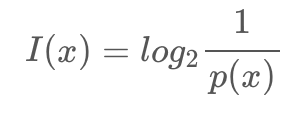 I(x) = log₂ 1/p(x)